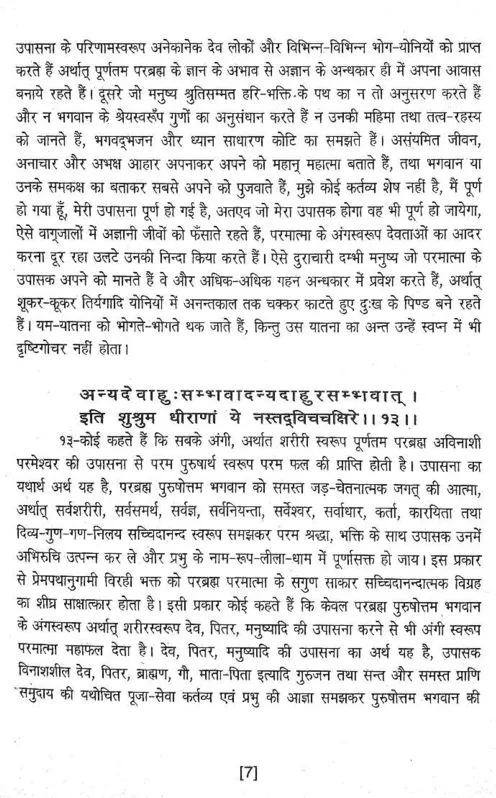 उपासना के परिणामस्वरूप अनेकानेक देव लोकों और विभिन्न-विभिन्न भोग-योनियों को प्राप्त
करते हैं अर्थात् पूर्णतम परब्रह्म के ज्ञान के अभाव से अज्ञान के अन्धकार ही में अपना आवास
बनाये रहते हैं। दूसरे जो मनुष्य श्रुतिसम्मत हरि-भक्ति के पथ का न तो अनुसरण करते हैं
और न भगवान के श्रेयस्वरूँप गुणों का अनुसंधान करते हैं न उनकी महिमा तथा तत्व-रहस्य
को जानते हैं, भगवद्भजन और ध्यान साधारण कोटि का समझते हैं। असंयमित जीवन,
अनाचार और अभक्ष आहार अपनाकर अपने को महान् महात्मा बताते हैं, तथा भगवान या
उनके समकक्ष का बताकर सबसे अपने को पुजवाते हैं, मुझे कोई कर्तव्य शेष नहीं है, मैं पूर्ण
हो गया हूँ, मेरी उपासना पूर्ण हो गई है, अतएव जो मेरा उपासक होगा वह भी पूर्ण हो जायेगा,
ऐसे वाग्जालों में अज्ञानी जीवों को फँसाते रहते हैं, परमात्मा के अंगस्वरूप देवताओं का आदर
करना दूर रहा उलटे उनकी निन्दा किया करते हैं। ऐसे दुराचारी दम्भी मनुष्य जो परमात्मा के
उपासक अपने को मानते हैं वे और अधिक-अधिक गहन अन्धकार में प्रवेश करते हैं, अर्थात्
शूकर-कूकर तिर्यगादि योनियों में अनन्तकाल तक चक्कर काटते हुए दुःख के पिण्ड बने रहते
हैं। यम-यातना को भोगते-भोगते थक जाते हैं, किन्तु उस यातना का अन्त उन्हें स्वप्न में भी
दृष्टिगोचर नहीं होता।
अन्यदेवाहुःसम्भवादन्यदाहुरसम्भवात्।
इति शुश्रुम धीराणां ये नस्तद्विचचक्षिरे।।१३।।
१३-कोई कहते हैं कि सबके अंगी, अर्थात शरीरी स्वरूप पूर्णतम परब्रह्म अविनाशी
परमेश्वर की उपासना से परम पुरुषार्थ स्वरूप परम फल की प्राप्ति होती है। उपासना का
यथार्थ अर्थ यह है, परब्रह्म पुरुषोत्तम भगवान को समस्त जड़-चेतनात्मक जगत् की आत्मा,
अर्थात् सर्वशरीरी, सर्वसमर्थ, सर्वज्ञ, सर्वनियन्ता, सर्वेश्वर, सर्वाधार, कर्ता, कारयिता तथा
दिव्य-गुण-गण-निलय सच्चिदानन्द स्वरूप समझकर परम श्रद्धा, भक्ति के साथ उपासक उनमें
अभिरुचि उत्पन्न कर ले और प्रभु के नाम-रूप-लीला-धाम में पूर्णासक्त हो जाय। इस प्रकार
से प्रेमपथानुगामी विरही भक्त को परब्रह्म परमात्मा के सगुण साकार सच्चिदानन्दात्मक विग्रह
का शीघ्र साक्षात्कार होता है। इसी प्रकार कोई कहते हैं कि केवल परब्रह्म पुरुषोत्तम भगवान
के अंगस्वरूप अर्थात् शरीरस्वरूप देव, पितर, मनुष्यादि की उपासना करने से भी अंगी स्वरूप
परमात्मा महाफल देता है। देव, पितर, मनुष्यादि की उपासना का अर्थ यह है, उपासक
विनाशशील देव, पितर, ब्राह्मण, गौ, माता-पिता इत्यादि गुरुजन तथा सन्त और समस्त प्राणि
समुदाय की यथोचित पूजा-सेवा कर्तव्य एवं प्रभु की आज्ञा समझकर पुरुषोत्तम भगवान की
[7]